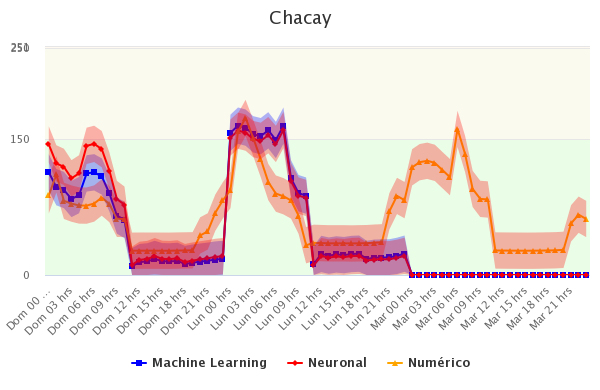 Chacay
150
0
Dom 00 ...
Dom 03 hrs
Dom 06 hrs
Dom 09 hrs
Dom 12 hrs
Dom 15 hrs
Dom 18 hrs
Dom 21 hrs
Lun 00 hrs
Lun 03 hrs
Lun 06 hrs
Lun 09 hrs
Lun 12 hrs
Lun 15 hrs
Lun 18 hrs
Lun 21 hrs
Mar 00 hrs
Mar 03 hrs
Mar 06 hrs
Mar 09 hrs
Mar 12 hrs
Mar 15 hrs
Mar 18 hrs
Mar 21 hrs
Machine Learning
Neuronal
Numérico